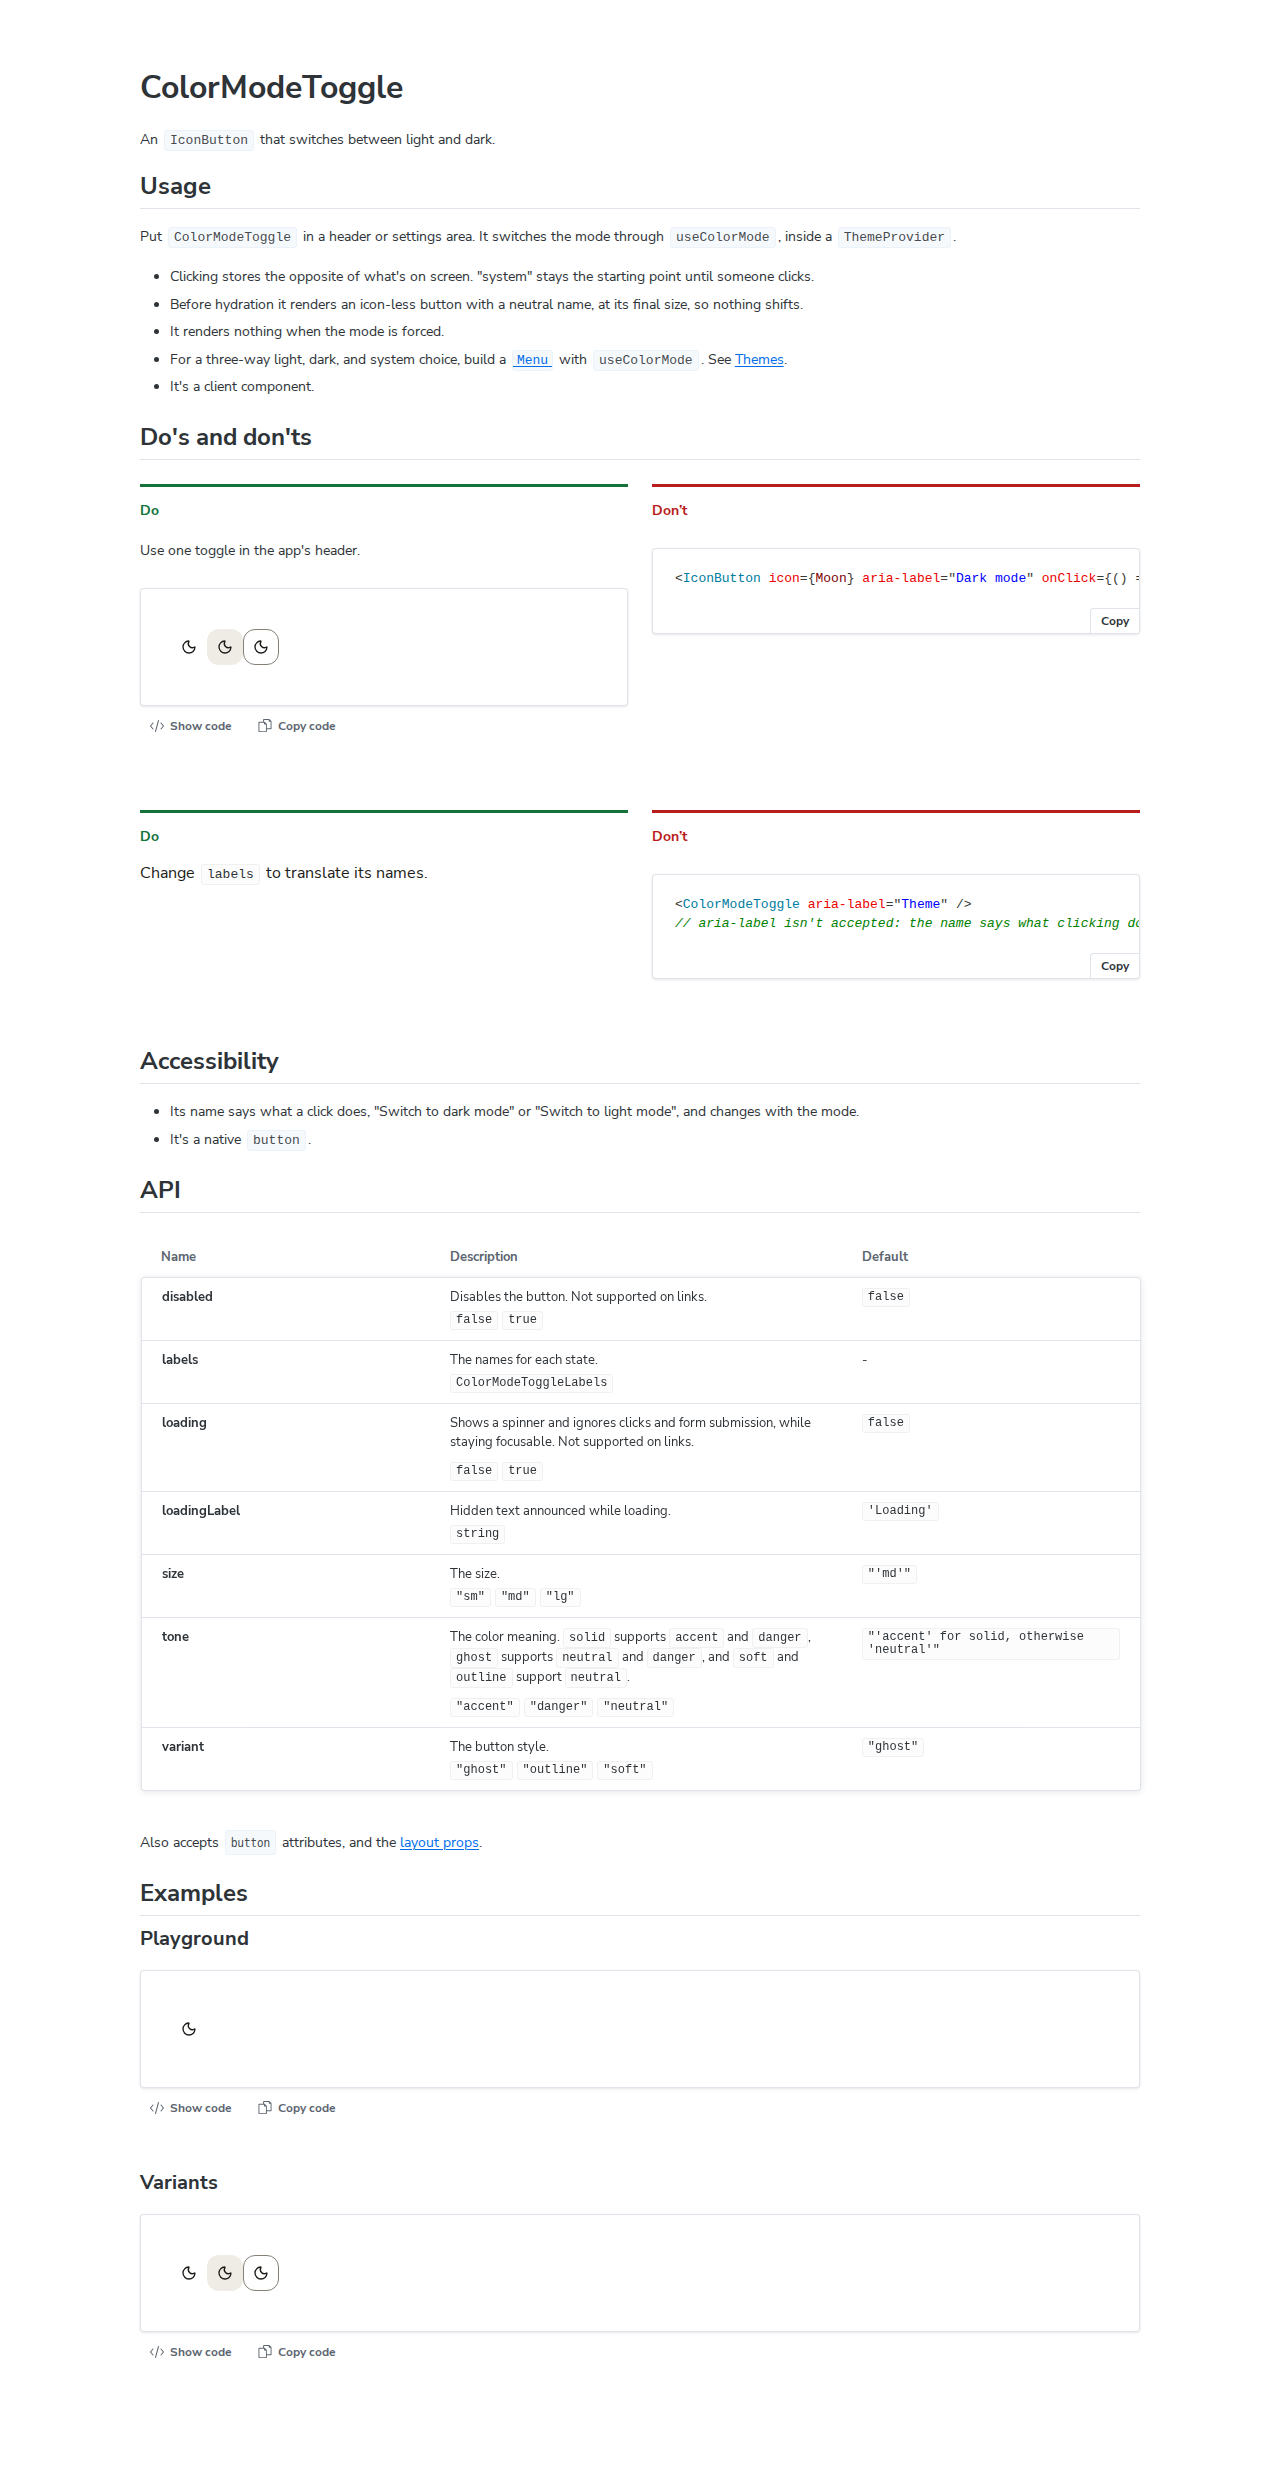 ColorModeToggle
An IconButton that switches between light and dark.
Usage
Put ColorModeToggle in a header or settings area. It switches the mode through useColorMode, inside a ThemeProvider.
Clicking stores the opposite of what's on screen. "system" stays the starting point until someone clicks.
Before hydration it renders an icon-less button with a neutral name, at its final size, so nothing shifts.
It renders nothing when the mode is forced.
For a three-way light, dark, and system choice, build a Menu with useColorMode. See Themes.
It's a client component.
Do's and don'ts
Do
Use one toggle in the app's header.
Show code Copy code
Don't
<IconButton icon={Moon} aria-label="Dark mode" onClick={() =
Copy
Do
Change labels to translate its names.
Don't
<ColorModeToggle aria-label="Theme" />
// aria-label isn't accepted: the name says what clicking do
Copy
Accessibility
Its name says what a click does, "Switch to dark mode" or "Switch to light mode", and changes with the mode.
It's a native button.
API
Name Description Default
disabled Disables the button. Not supported on links. false
false true
labels The names for each state. -
ColorModeToggleLabels
loading Shows a spinner and ignores clicks and form submission, while false
staying focusable. Not supported on links.
false true
loadingLabel Hidden text announced while loading. 'Loading'
string
size The size. "'md'"
"sm" "md" "lg"
tone The color meaning. solid supports accent and danger, "'accent' for solid, otherwise
ghost supports neutral and danger, and soft and 'neutral'"
outline support neutral.
"accent" "danger" "neutral"
variant The button style. "ghost"
"ghost" "outline" "soft"
Also accepts button attributes, and the layout props.
Examples
Playground
Show code Copy code
Variants
Show code Copy code